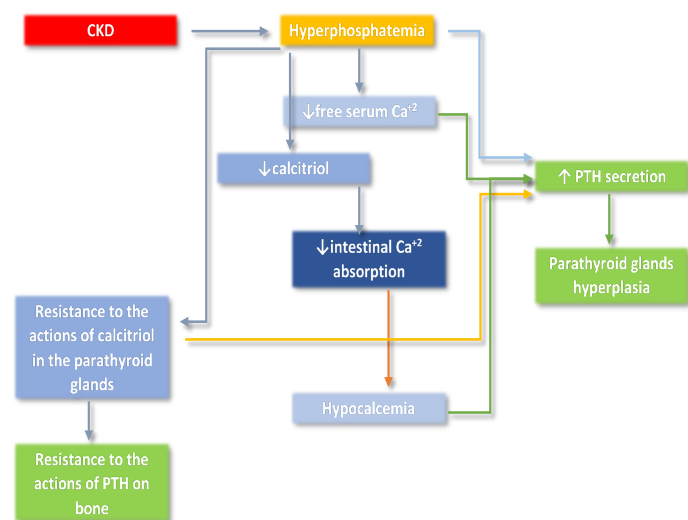 CKD
Hyperphosphatemia
↓free serum Ca⁺²
↓calcitriol
↑ PTH secretion
↓intestinal Ca⁺²
absorption
Parathyroid glands
hyperplasia
Resistance to the
actions of calcitriol
in the parathyroid
glands
Hypocalcemia
Resistance to the
actions of PTH on
bone